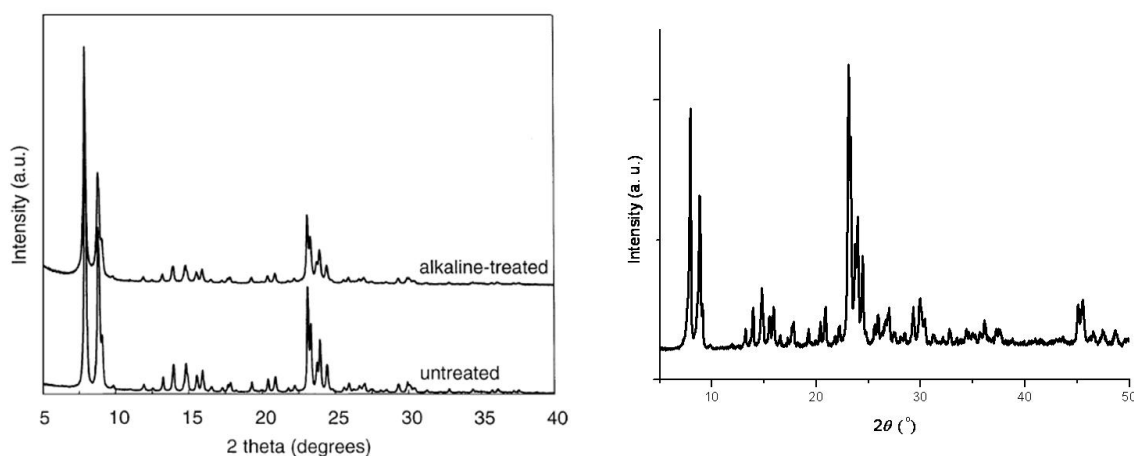 Intensity (a.u.)
alkaline-treated
untreated
5 10 15 20 25 30 35 40
2 theta (degrees)
Intensity (a. u.)
10 20 30 40 50
2θ (°)